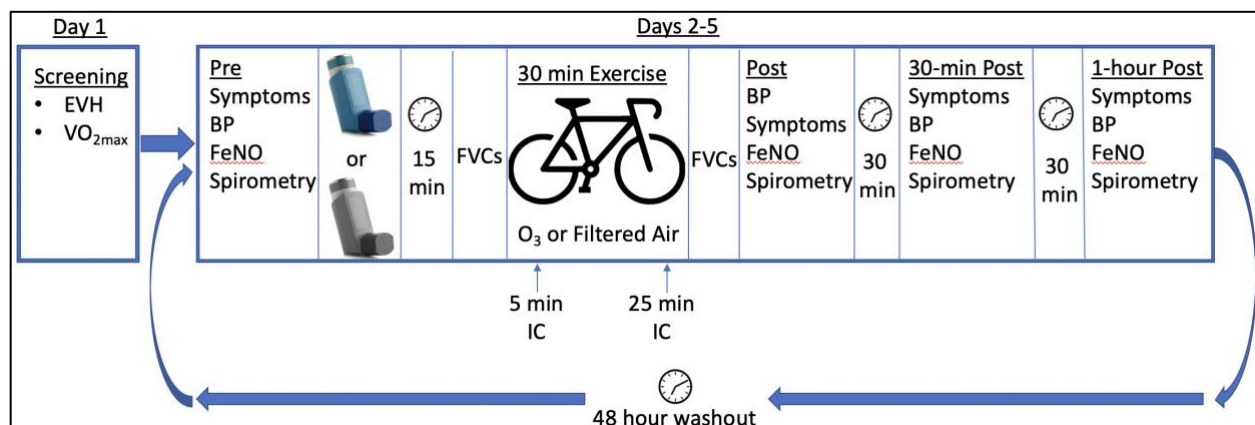 Day 1
Days 2-5
Screening
• EVH
• VO2max
Pre
Symptoms
BP
FeNO
Spirometry
or
15
min
FVCs
30 min Exercise
O3 or Filtered Air
5 min
IC
25 min
IC
FVCs
Post
BP
Symptoms
FeNO
Spirometry
30
min
30-min Post
Symptoms
BP
FeNO
Spirometry
30
min
1-hour Post
Symptoms
BP
FeNO
Spirometry
48 hour washout